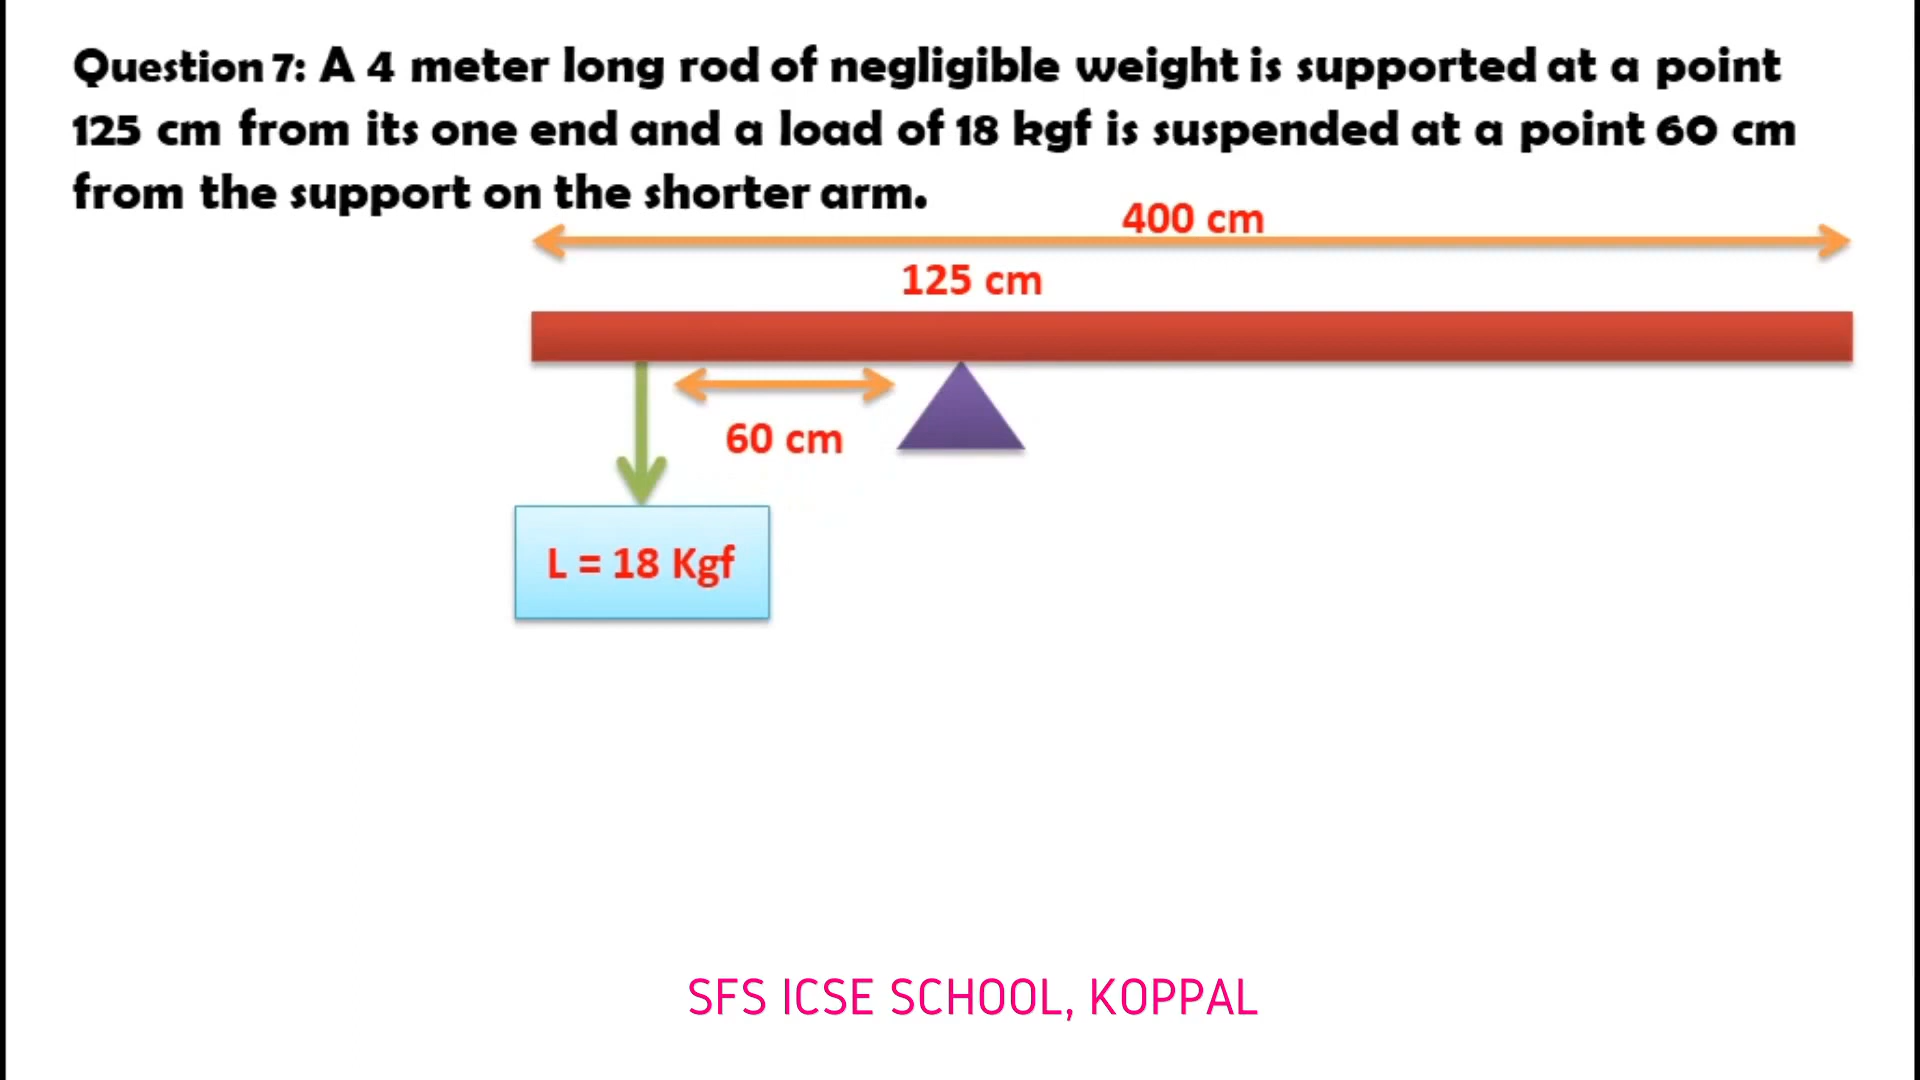 Question 7: A 4 meter long rod of negligible weight is supported at a point
125 cm from its one end and a load of 18 kgf is suspended at a point 60 cm
from the support on the shorter arm.
400 cm
125 cm
60 cm
L = 18 Kgf
SFS ICSE SCHOOL, KOPPAL